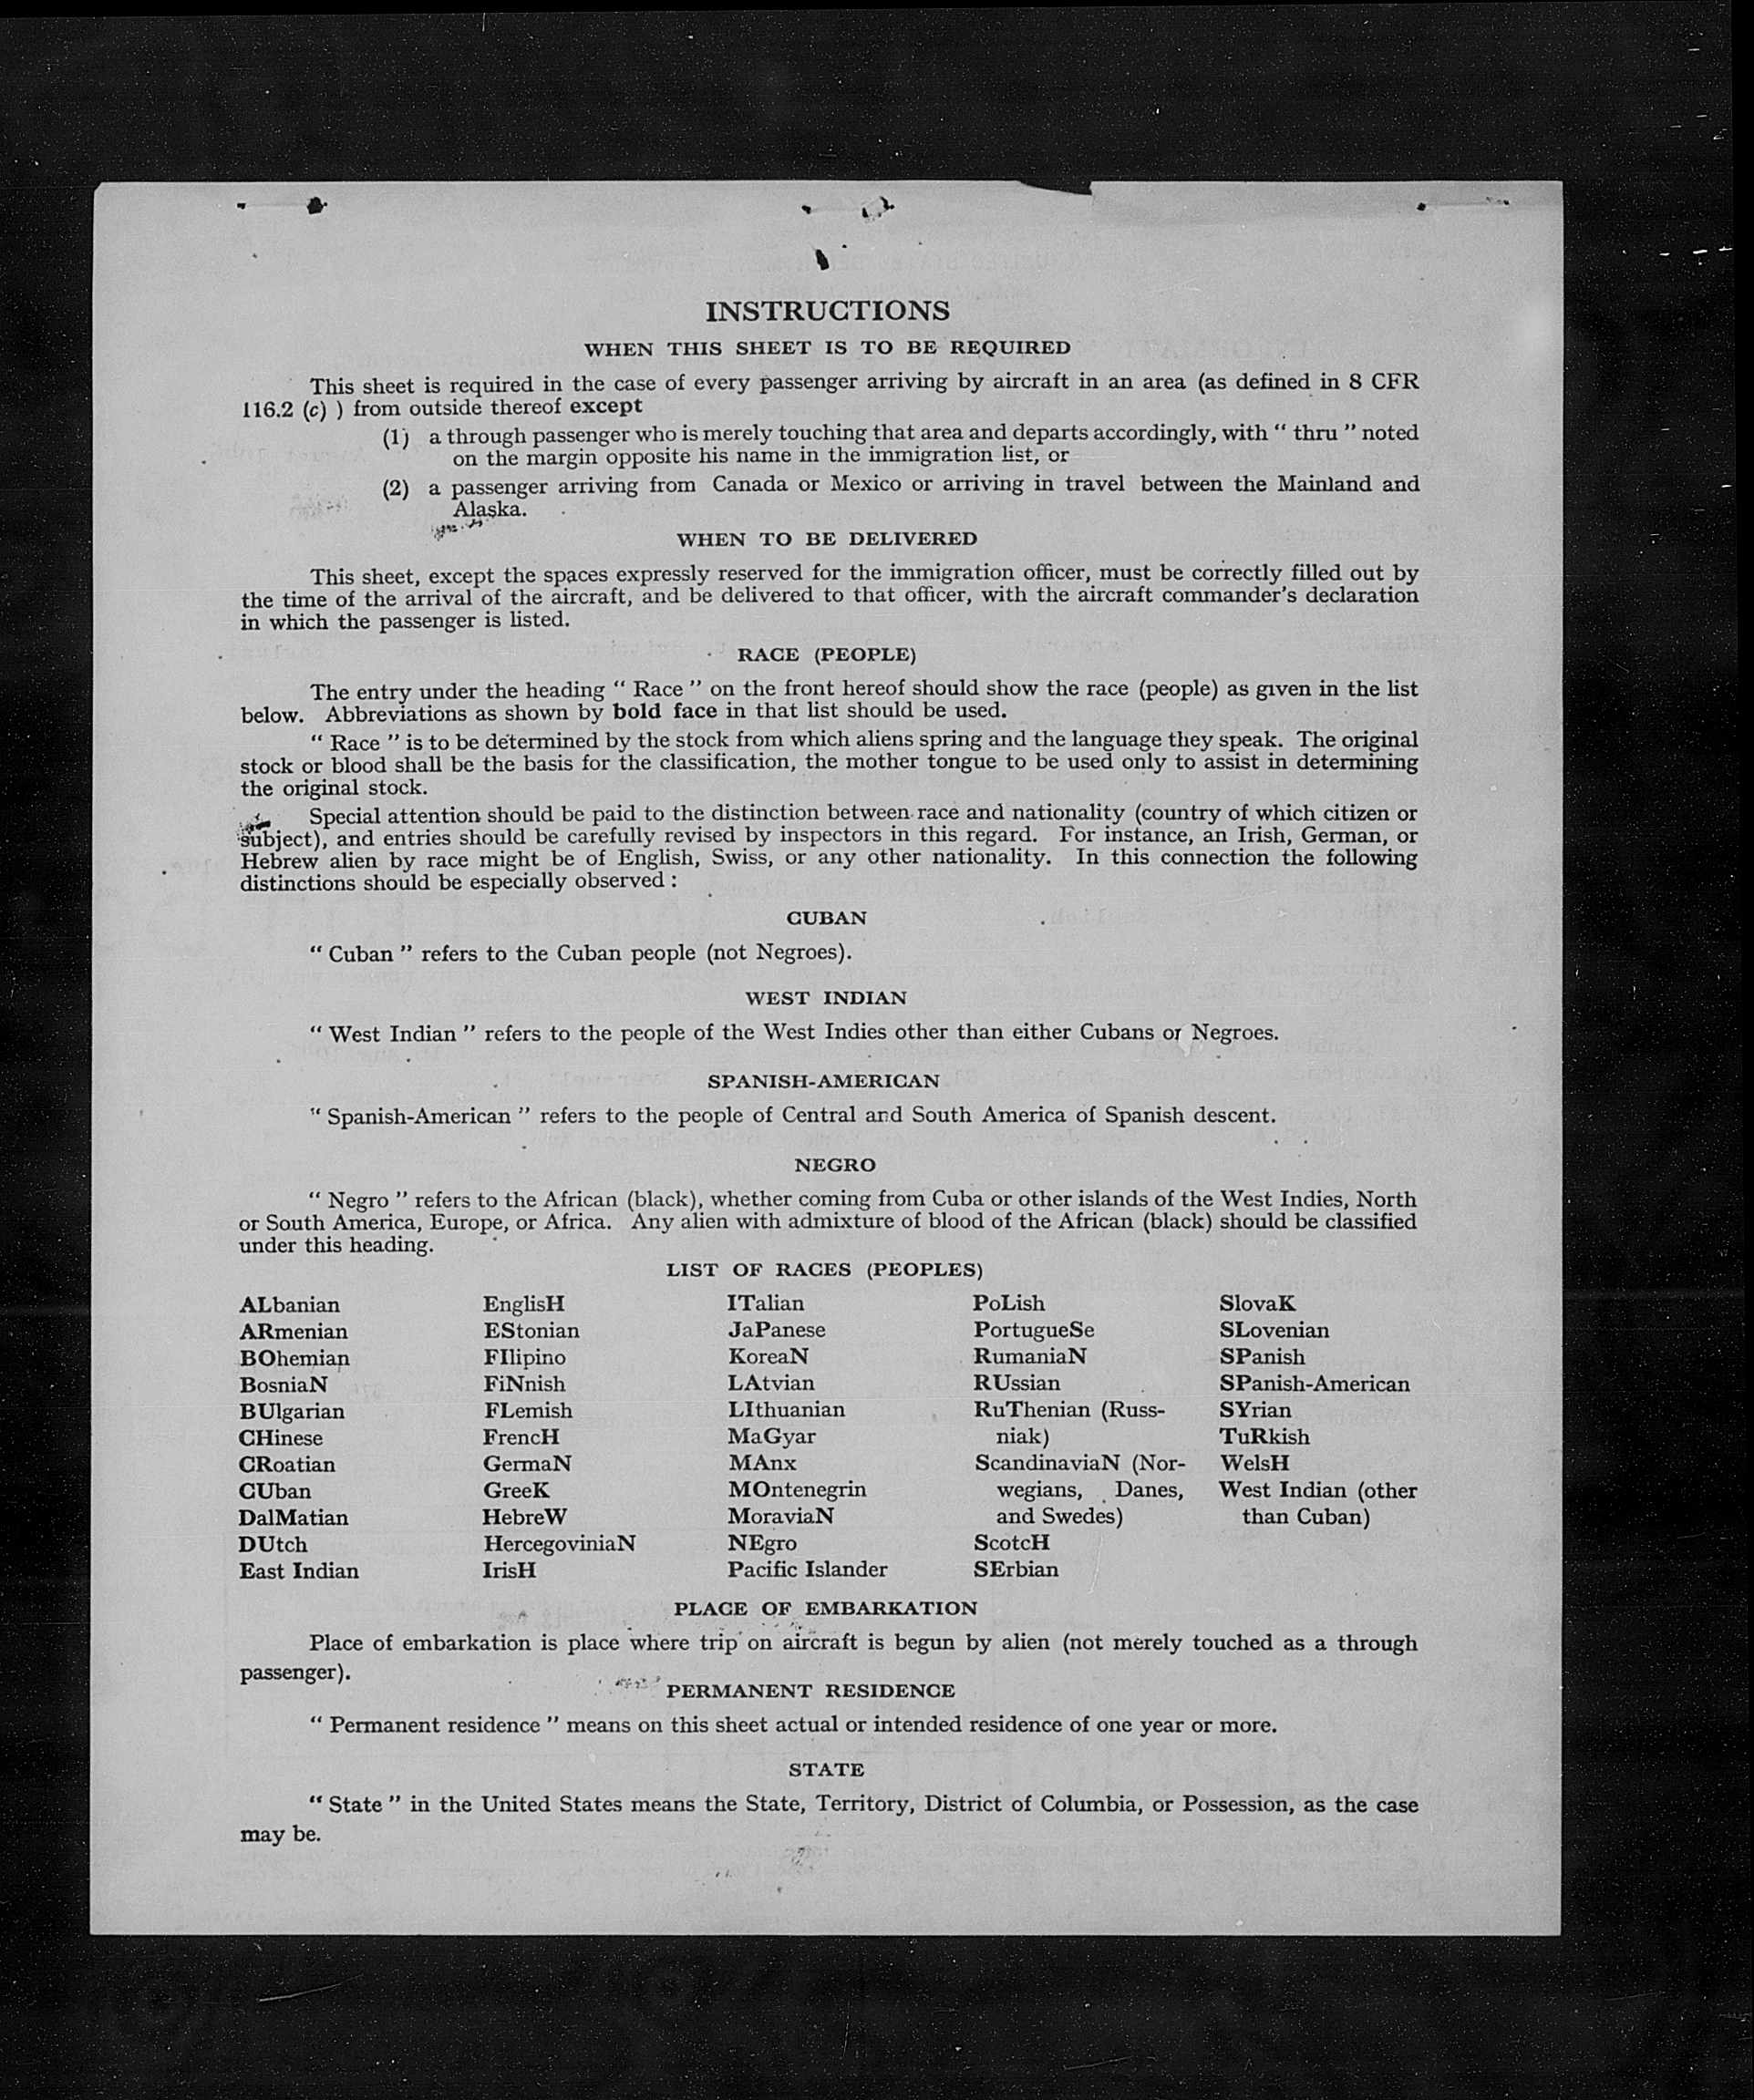 INSTRUCTIONS
WHEN THIS SHEET IS TO BE REQUIRED
This sheet is required in the case of every passenger arriving by aircraft in an area (as defined in 8 CFR
116.2 (c) ) from outside thereof except
(1) a through passenger who is merely touching that area and departs accordingly, with “ thru ” noted
on the margin opposite his name in the immigration list, or
(2) a passenger arriving from Canada or Mexico or arriving in travel between the Mainland and
Alaska.
WHEN TO BE DELIVERED
This sheet, except the spaces expressly reserved for the immigration officer, must be correctly filled out by
the time of the arrival of the aircraft, and be delivered to that officer, with the aircraft commander’s declaration
in which the passenger is listed.
RACE (PEOPLE)
The entry under the heading “ Race ” on the front hereof should show the race (people) as given in the list
below. Abbreviations as shown by bold face in that list should be used.
“ Race ” is to be determined by the stock from which aliens spring and the language they speak. The original
stock or blood shall be the basis for the classification, the mother tongue to be used only to assist in determining
the original stock.
Special attention should be paid to the distinction between race and nationality (country of which citizen or
subject), and entries should be carefully revised by inspectors in this regard. For instance, an Irish, German, or
Hebrew alien by race might be of English, Swiss, or any other nationality. In this connection the following
distinctions should be especially observed :
CUBAN
“ Cuban ” refers to the Cuban people (not Negroes).
WEST INDIAN
“ West Indian ” refers to the people of the West Indies other than either Cubans or Negroes.
SPANISH-AMERICAN
“ Spanish-American ” refers to the people of Central and South America of Spanish descent.
NEGRO
“ Negro ” refers to the African (black), whether coming from Cuba or other islands of the West Indies, North
or South America, Europe, or Africa. Any alien with admixture of blood of the African (black) should be classified
under this heading.
LIST OF RACES (PEOPLES)
ALbanian
ARmenian
BOhemian
BosniaN
BUlgarian
CHinese
CRoatian
CUban
DalMatian
DUtch
East Indian
EnglisH
EStonian
FIlipino
FiNnish
FLemish
FrencH
GermaN
GreeK
HebreW
HercegoviniaN
IrisH
ITalian
JaPanese
KoreaN
LAtvian
LIthuanian
MaGyar
MAnx
MOntenegrin
MoraviaN
NEgro
Pacific Islander
PoLish
PortugueSe
RumaniaN
RUssian
RuThenian (Russ-
niak)
ScandinaviaN (Nor-
wegians, Danes,
and Swedes)
ScotcH
SErbian
SlovaK
SLovenian
SPanish
SPanish-American
SYrian
TuRkish
WelsH
West Indian (other
than Cuban)
PLACE OF EMBARKATION
Place of embarkation is place where trip on aircraft is begun by alien (not merely touched as a through
passenger).
PERMANENT RESIDENCE
“ Permanent residence ” means on this sheet actual or intended residence of one year or more.
STATE
“ State ” in the United States means the State, Territory, District of Columbia, or Possession, as the case
may be.